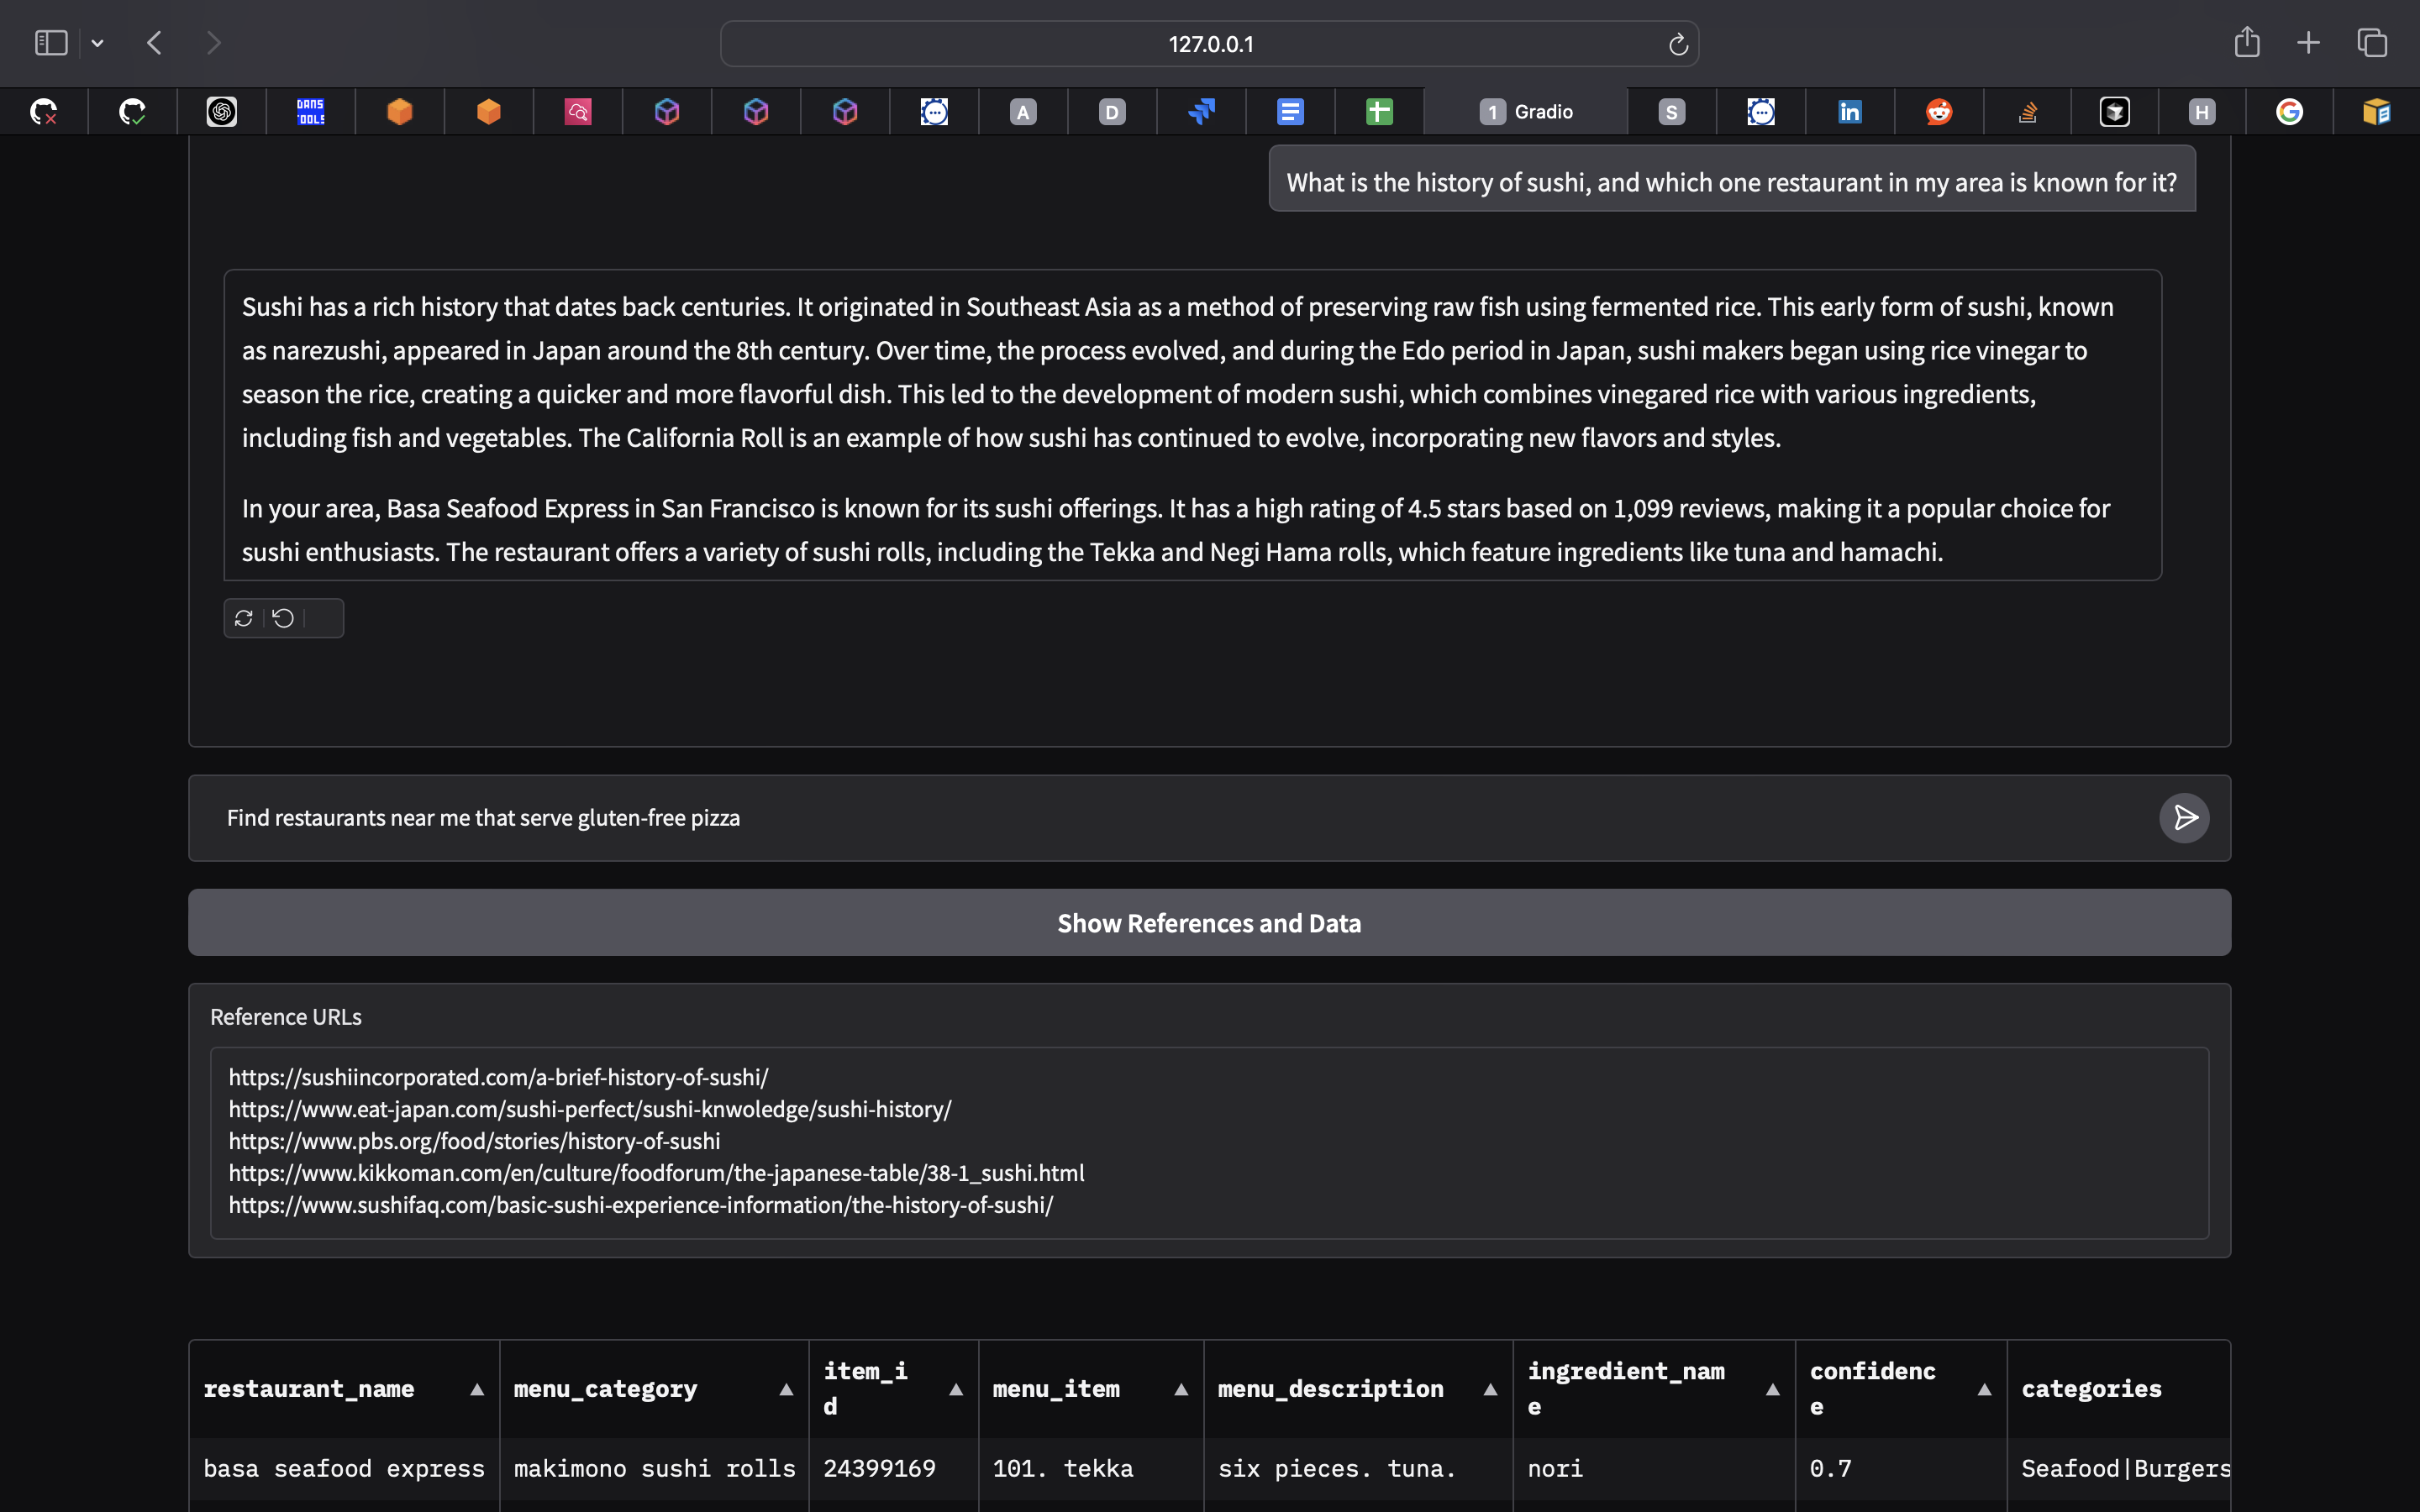 127.0.0.1
DANS
TOOLS
A
D
1 Gradio
S
in
H
What is the history of sushi, and which one restaurant in my area is known for it?
Sushi has a rich history that dates back centuries. It originated in Southeast Asia as a method of preserving raw fish using fermented rice. This early form of sushi, known
as narezushi, appeared in Japan around the 8th century. Over time, the process evolved, and during the Edo period in Japan, sushi makers began using rice vinegar to
season the rice, creating a quicker and more flavorful dish. This led to the development of modern sushi, which combines vinegared rice with various ingredients,
including fish and vegetables. The California Roll is an example of how sushi has continued to evolve, incorporating new flavors and styles.
In your area, Basa Seafood Express in San Francisco is known for its sushi offerings. It has a high rating of 4.5 stars based on 1,099 reviews, making it a popular choice for
sushi enthusiasts. The restaurant offers a variety of sushi rolls, including the Tekka and Negi Hama rolls, which feature ingredients like tuna and hamachi.
Find restaurants near me that serve gluten-free pizza
Show References and Data
Reference URLs
https://sushiincorporated.com/a-brief-history-of-sushi/
https://www.eat-japan.com/sushi-perfect/sushi-knwoledge/sushi-history/
https://www.pbs.org/food/stories/history-of-sushi
https://www.kikkoman.com/en/culture/foodforum/the-japanese-table/38-1_sushi.html
https://www.sushifaq.com/basic-sushi-experience-information/the-history-of-sushi/
restaurant_name menu_category item_id menu_item menu_description ingredient_name confidence categories
basa seafood express makimono sushi rolls 24399169 101. tekka six pieces. tuna. nori 0.7 Seafood|Burgers